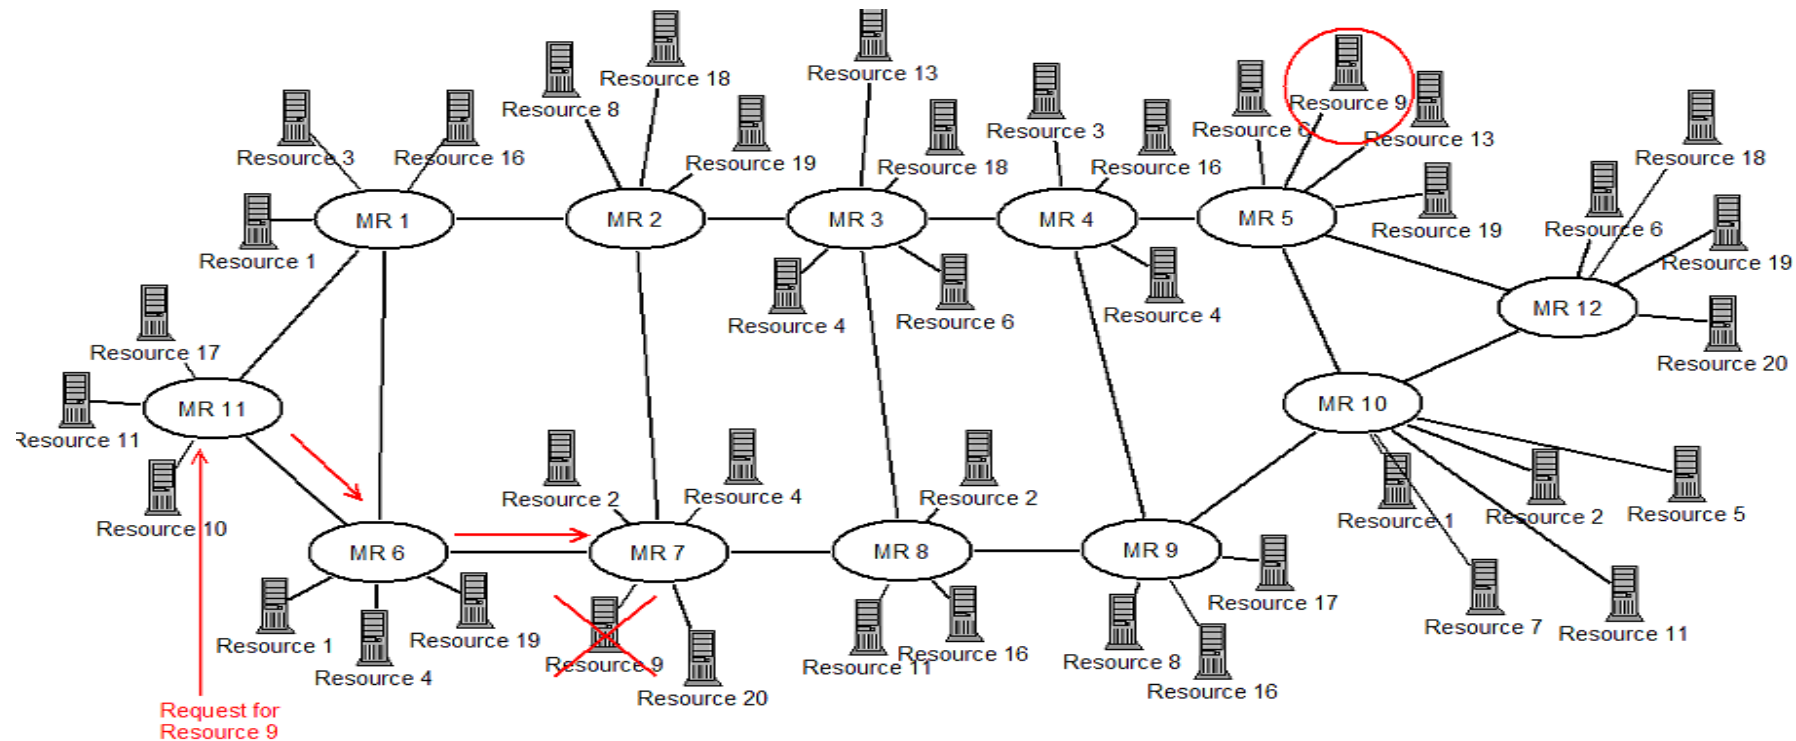 Resource 18
Resource 13
Resource 8
Resource 9
Resource 3
Resource 6
Resource 13
Resource 3
Resource 16
Resource 19
Resource 18
Resource 16
Resource 18
MR 1
MR 2
MR 3
MR 4
MR 5
Resource 19
Resource 6
Resource 1
Resource 19
Resource 4
Resource 6
Resource 4
MR 12
Resource 17
Resource 20
MR 11
MR 10
Resource 11
Resource 2
Resource 4
Resource 2
Resource 10
Resource 1
Resource 2
Resource 5
MR 6
MR 7
MR 8
MR 9
Resource 17
Resource 1
Resource 19
Resource 4
Resource 9
Resource 20
Resource 11
Resource 16
Resource 8
Resource 16
Resource 7
Resource 11
Request for
Resource 9